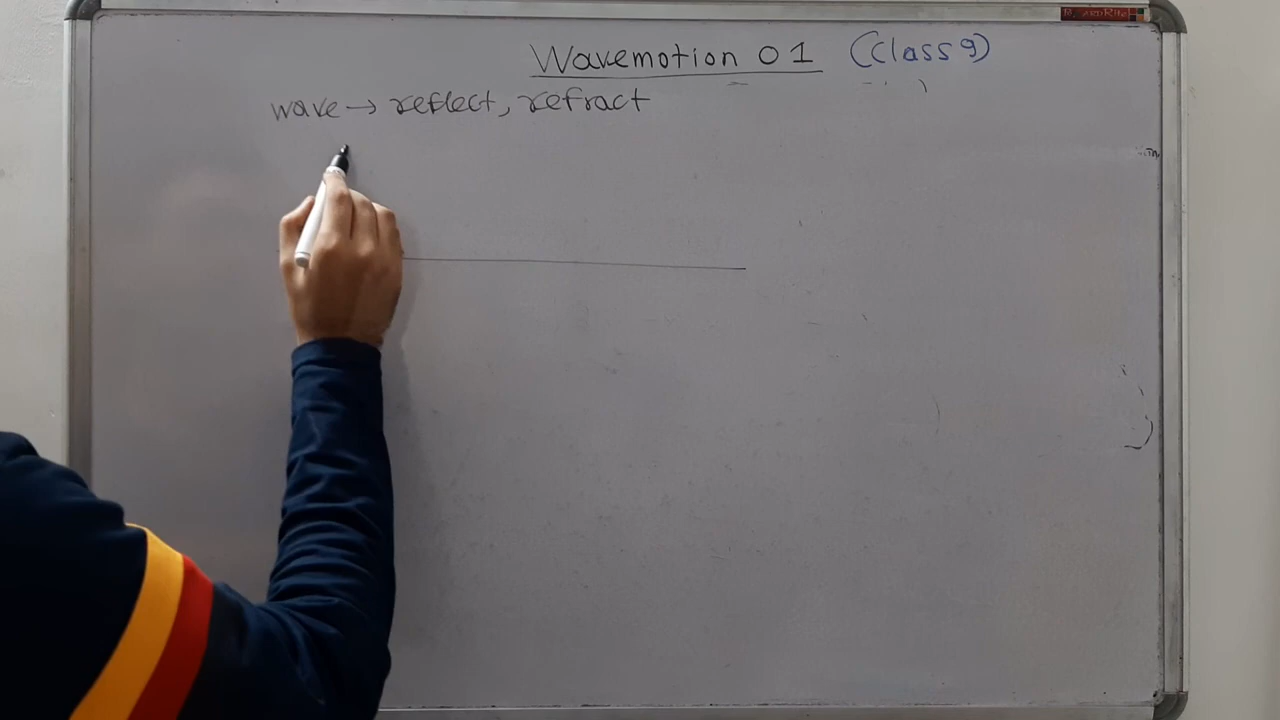 Wavemotion 01 (Class 9)
wave → reflect, refract